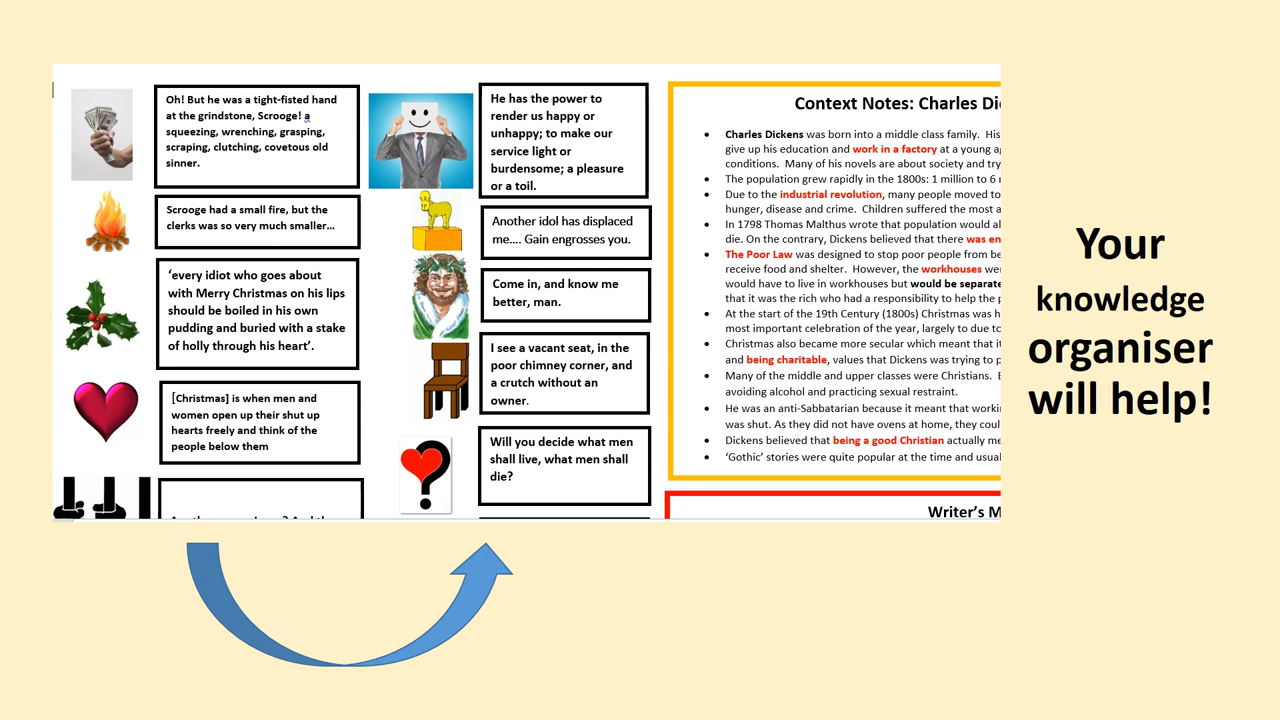 Oh! But he was a tight-fisted hand
at the grindstone, Scrooge! a
squeezing, wrenching, grasping,
scraping, clutching, covetous old
sinner.
Scrooge had a small fire, but the
clerks was so very much smaller...
‘every idiot who goes about
with Merry Christmas on his lips
should be boiled in his own
pudding and buried with a stake
of holly through his heart’.
[Christmas] is when men and
women open up their shut up
hearts freely and think of the
people below them
He has the power to
render us happy or
unhappy; to make our
service light or
burdensome; a pleasure
or a toil.
Another idol has displaced
me.... Gain engrosses you.
Come in, and know me
better, man.
I see a vacant seat, in the
poor chimney corner, and
a crutch without an
owner.
Will you decide what men
shall live, what men shall
die?
Context Notes: Charles
• Charles Dickens was born into a middle class family. His
give up his education and work in a factory at a young
conditions. Many of his novels are about society and
• The population grew rapidly in the 1800s: 1 million to 6
• Due to the industrial revolution, many people moved to
hunger, disease and crime. Children suffered the most
• In 1798 Thomas Malthus wrote that population would
die. On the contrary, Dickens believed that there was
• The Poor Law was designed to stop poor people from
receive food and shelter. However, the workhouses
would have to live in workhouses but would be separate
that it was the rich who had a responsibility to help the
• At the start of the 19th Century (1800s) Christmas was
most important celebration of the year, largely due to
• Christmas also became more secular which meant that
and being charitable, values that Dickens was trying to
• Many of the middle and upper classes were Christians.
avoiding alcohol and practicing sexual restraint.
• He was an anti-Sabbatarian because it meant that
was shut. As they did not have ovens at home, they
• Dickens believed that being a good Christian actually
• ‘Gothic’ stories were quite popular at the time and
Writer’s
Your
knowledge
organiser
will help!